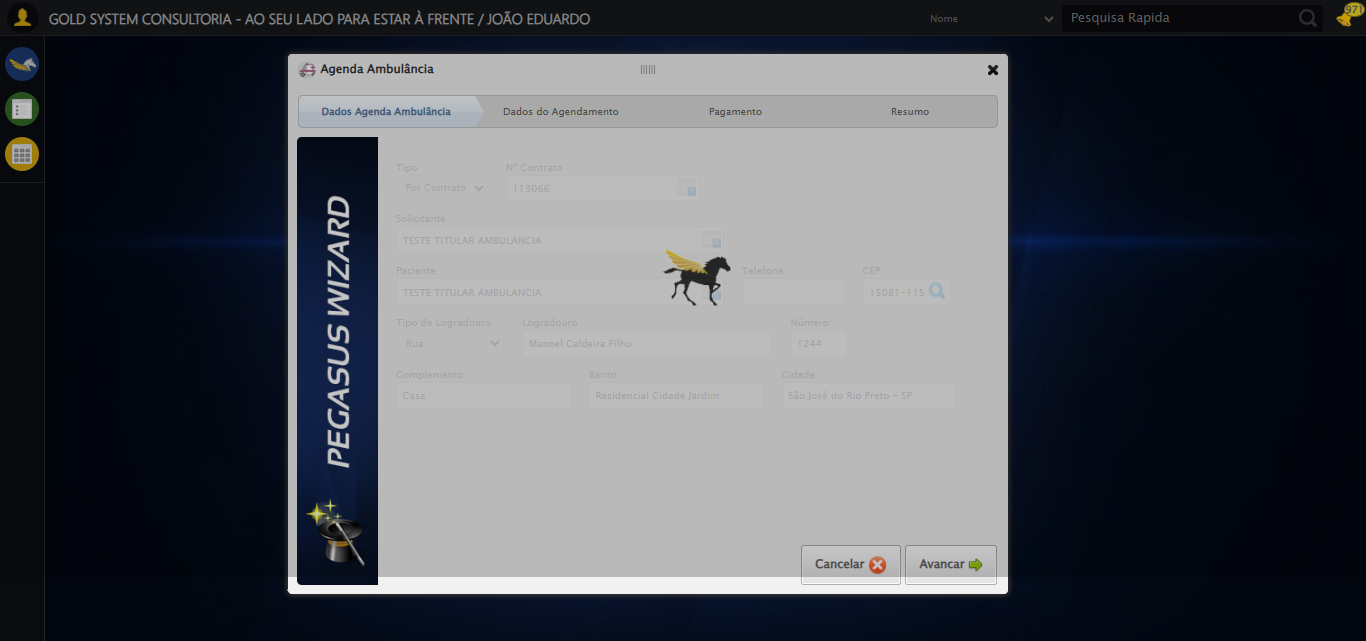 GOLD SYSTEM CONSULTORIA - AO SEU LADO PARA ESTAR À FRENTE / JOÃO EDUARDO
Nome
Pesquisa Rapida
971
Agenda Ambulância
Dados Agenda Ambulância
Dados do Agendamento
Pagamento
Resumo
PEGASUS WIZARD
Tipo
Nº Contrato
Por Contrato
113066
Solicitante
TESTE TITULAR AMBULANCIA
Paciente
Telefone
CEP
TESTE TITULAR AMBULANCIA
15081-115
Tipo de Logradouro
Logradouro
Número
Rua
Manoel Caldeira Filho
1244
Complemento
Bairro
Cidade
Casa
Residencial Cidade Jardim
São José do Rio Preto - SP
Cancelar
Avancar